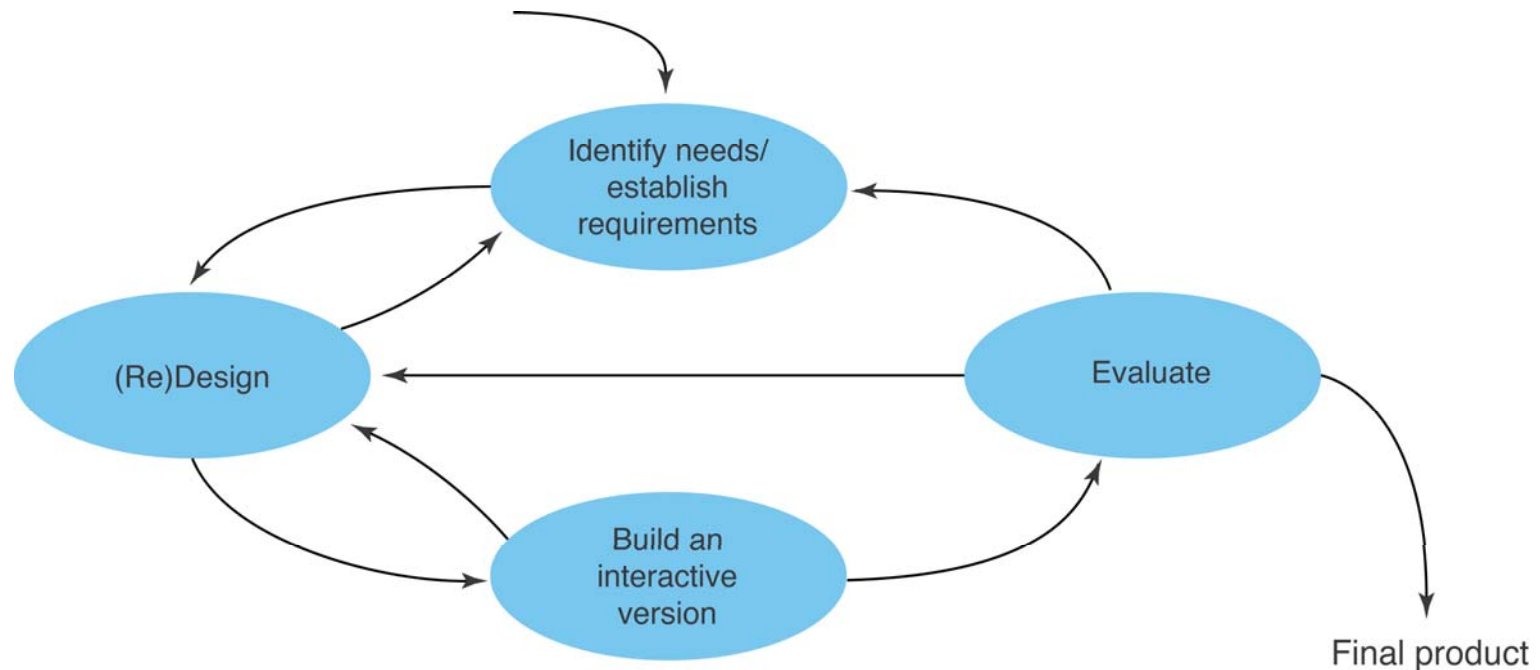 Identify needs/
establish
requirements
(Re)Design
Evaluate
Build an
interactive
version
Final product